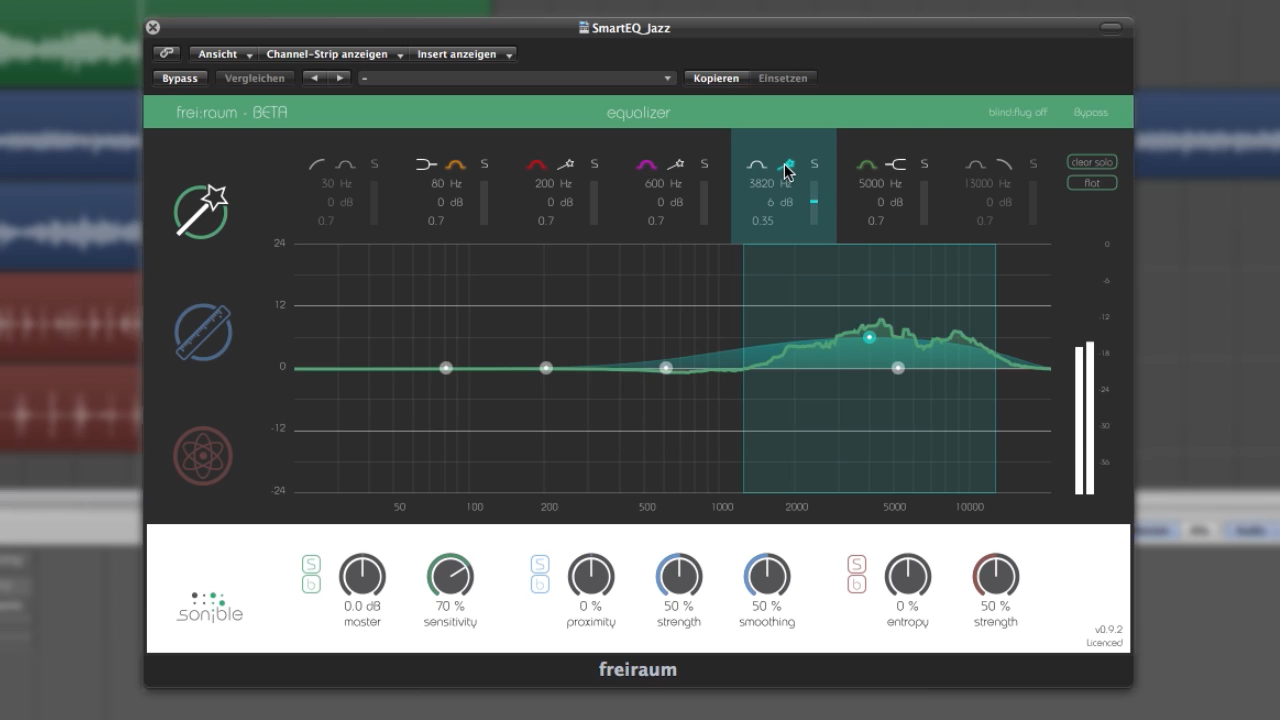 SmartEQ_Jazz
Ansicht Channel-Strip anzeigen Insert anzeigen
Bypass Vergleichen - Kopieren Einsetzen
frei:raum - BETA equalizer blind:flug off Bypass
S S S S S S S clear solo
30 Hz 80 Hz 200 Hz 600 Hz 3820 Hz 5000 Hz 13000 Hz flat
0 dB 0 dB 0 dB 0 dB 6 dB 0 dB 0 dB
0.7 0.7 0.7 0.7 0.35 0.7 0.7
24 0
-6
12 -12
0 -18
-24
-12 -30
-36
-24
50 100 200 500 1000 2000 5000 10000
S S S
b b b
0.0 dB 70 % 0 % 50 % 50 % 0 % 50 %
master sensitivity proximity strength smoothing entropy strength
sonible
v0.9.2
Licenced
freiraum